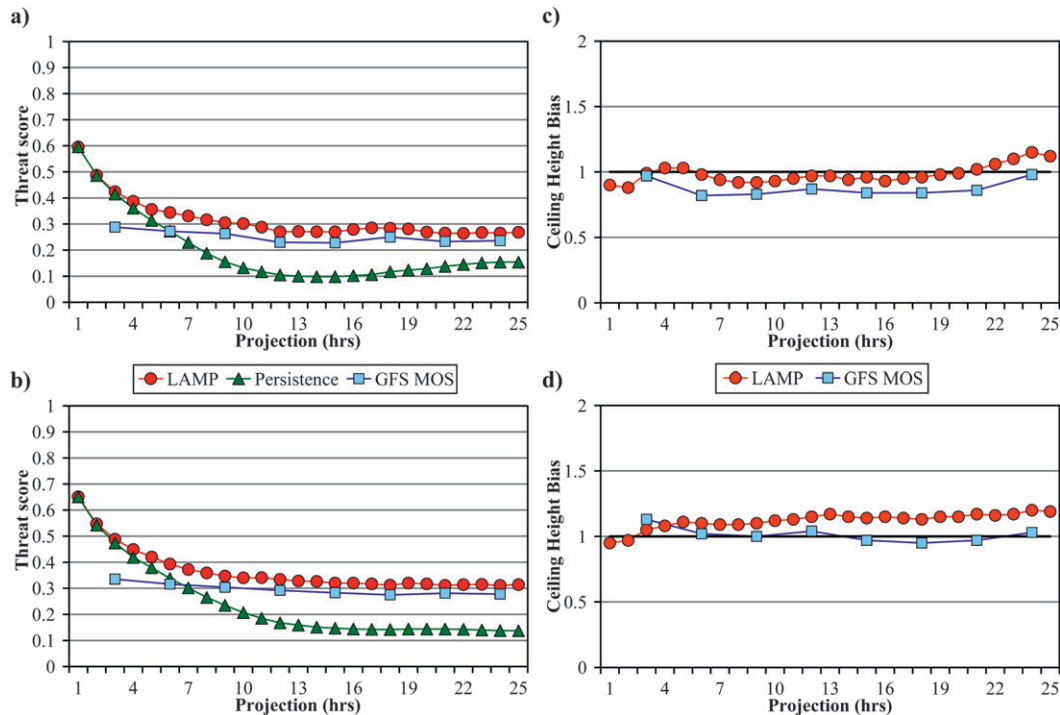 a)
Threat score
1
0.9
0.8
0.7
0.6
0.5
0.4
0.3
0.2
0.1
0
1 4 7 10 13 16 19 22 25
Projection (hrs)
c)
Ceiling Height Bias
2
1.5
1
0.5
0
1 4 7 10 13 16 19 22 25
Projection (hrs)
b)
LAMP Persistence GFS MOS
Threat score
1
0.9
0.8
0.7
0.6
0.5
0.4
0.3
0.2
0.1
0
1 4 7 10 13 16 19 22 25
Projection (hrs)
d)
LAMP GFS MOS
Ceiling Height Bias
2
1.5
1
0.5
0
1 4 7 10 13 16 19 22 25
Projection (hrs)